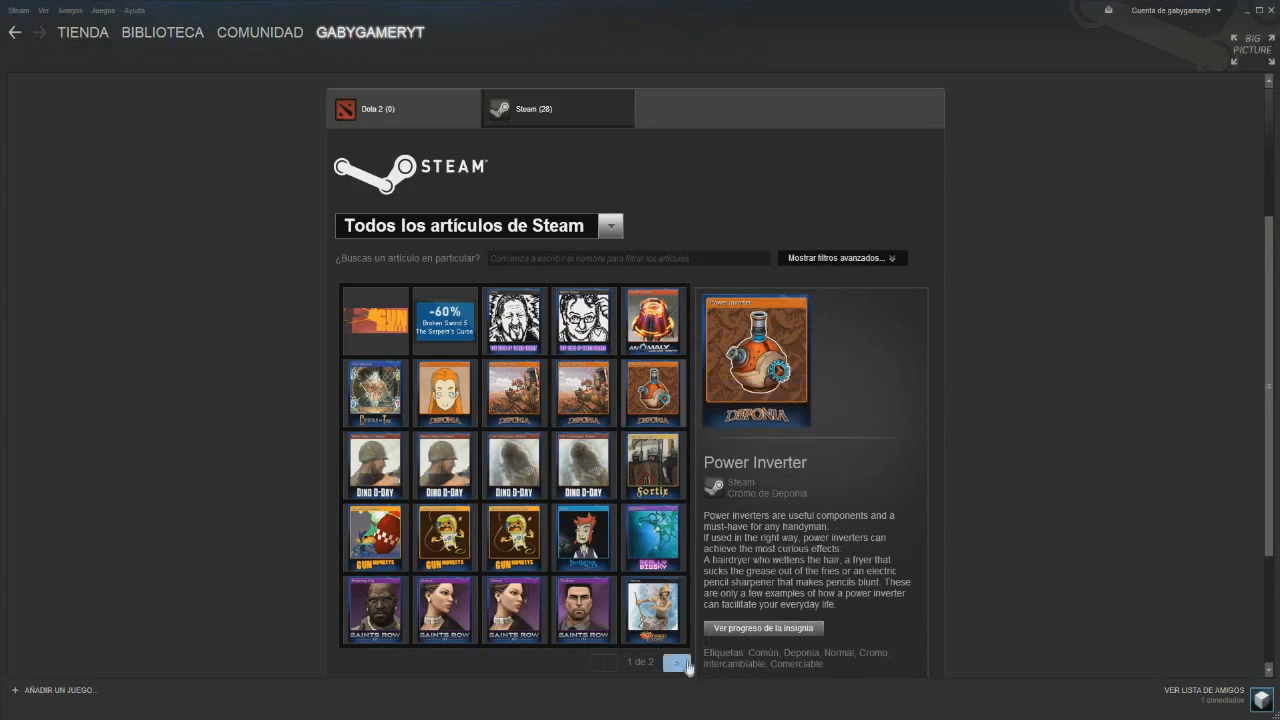 Steam Ver Amigos Juegos Ayuda
Cuenta de gabygameryt
TIENDA BIBLIOTECA COMUNIDAD GABYGAMERYT
BIG
PICTURE
Dota 2 (0)
Steam (28)
STEAM
Todos los artículos de Steam
¿Buscas un artículo en particular?
Comienza a escribir el nombre para filtrar los artículos
Mostrar filtros avanzados...
GUN
-60%
Broken Sword 5
The Serpent's Curse
ANOMALY
DEPONIA
DEPONIA
DEPONIA
DEPONIA
DINO D-DAY
DINO D-DAY
DINO D-DAY
DINO D-DAY
Fortix
GUN MONKEYS
GUN MONKEYS
GUN MONKEYS
REALLY BIG SKY
SAINTS ROW
SAINTS ROW
SAINTS ROW
SAINTS ROW
1 de 2
>
Power Inverter
DEPONIA
Power Inverter
Steam
Cromo de Deponia
Power inverters are useful components and a
must-have for any handyman.
If used in the right way, power inverters can
achieve the most curious effects:
A hairdryer who wettens the hair, a fryer that
sucks the grease out of the fries or an electric
pencil sharpener that makes pencils blunt. These
are only a few examples of how a power inverter
can facilitate your everyday life.
Ver progreso de la insignia
Etiquetas: Común, Deponia, Normal, Cromo,
Intercambiable, Comerciable
+ AÑADIR UN JUEGO...
VER LISTA DE AMIGOS
1 conectados